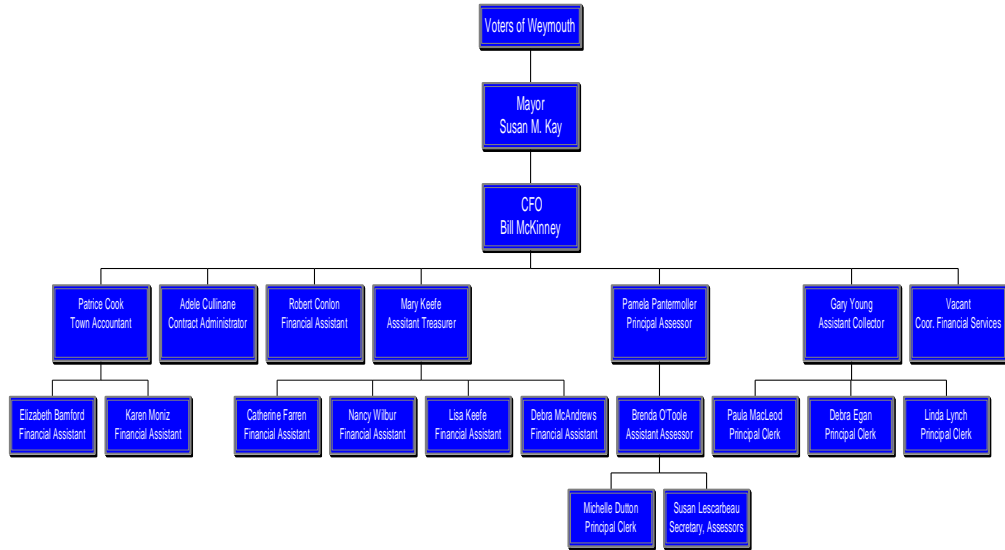 Voters of Weymouth
Mayor
Susan M. Kay
CFO
Bill McKinney
Patrice Cook
Town Accountant
Adele Cullinane
Contract Administrator
Robert Conlon
Financial Assistant
Mary Keefe
Assitant Treasurer
Pamela Pantermoller
Principal Assessor
Gary Young
Assistant Collector
Vacant
Coor. Financial Services
Elizabeth Bamford
Financial Assistant
Karen Moniz
Financial Assistant
Catherine Farren
Financial Assistant
Nancy Wilbur
Financial Assistant
Lisa Keefe
Financial Assistant
Debra McAndrews
Financial Assistant
Brenda O'Toole
Assistant Assessor
Paula MacLeod
Principal Clerk
Debra Egan
Principal Clerk
Linda Lynch
Principal Clerk
Michelle Dutton
Principal Clerk
Susan Lescarbeau
Secretary, Assessors